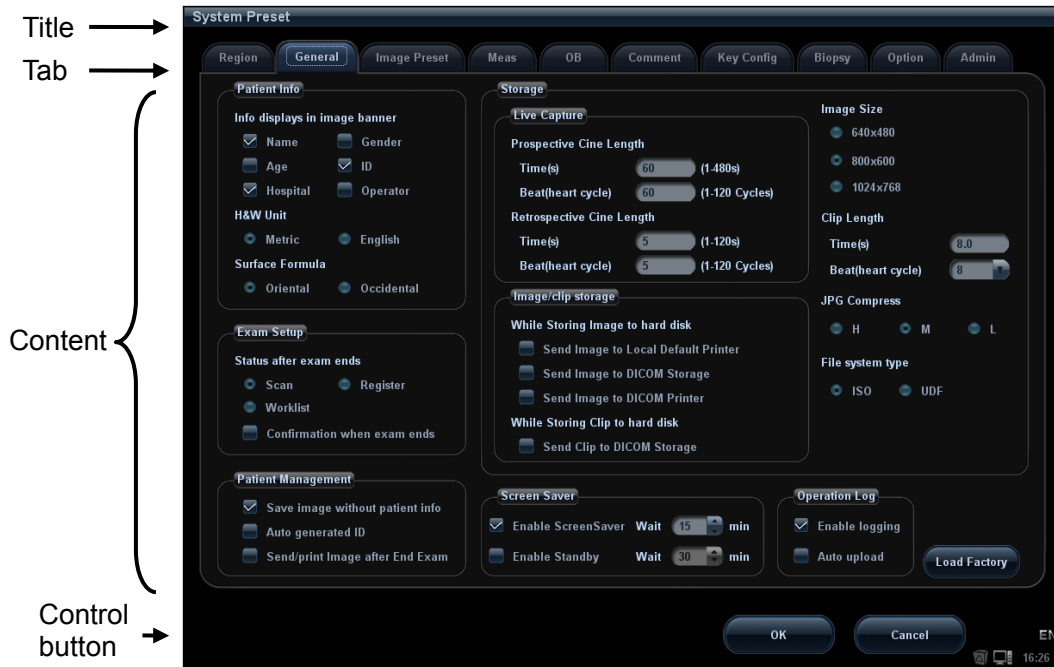 Title
Tab
Content
Control
button
System Preset
Region General Image Preset Meas OB Comment Key Config Biopsy Option Admin
Patient Info
Info displays in image banner
Name Gender
Age ID
Hospital Operator
H&W Unit
Metric English
Surface Formula
Oriental Occidental
Exam Setup
Status after exam ends
Scan Register
Worklist
Confirmation when exam ends
Patient Management
Save image without patient info
Auto generated ID
Send/print Image after End Exam
Storage
Live Capture
Prospective Cine Length
Time(s) 60 (1-480s)
Beat(heart cycle) 60 (1-120 Cycles)
Retrospective Cine Length
Time(s) 5 (1-120s)
Beat(heart cycle) 5 (1-120 Cycles)
Image/clip storage
While Storing Image to hard disk
Send Image to Local Default Printer
Send Image to DICOM Storage
Send Image to DICOM Printer
While Storing Clip to hard disk
Send Clip to DICOM Storage
Image Size
640x480
800x600
1024x768
Clip Length
Time(s) 8.0
Beat(heart cycle) 8
JPG Compress
H M L
File system type
ISO UDF
Screen Saver
Enable ScreenSaver Wait 15 min
Enable Standby Wait 30 min
Operation Log
Enable logging
Auto upload
Load Factory
OK Cancel
EN
16:26